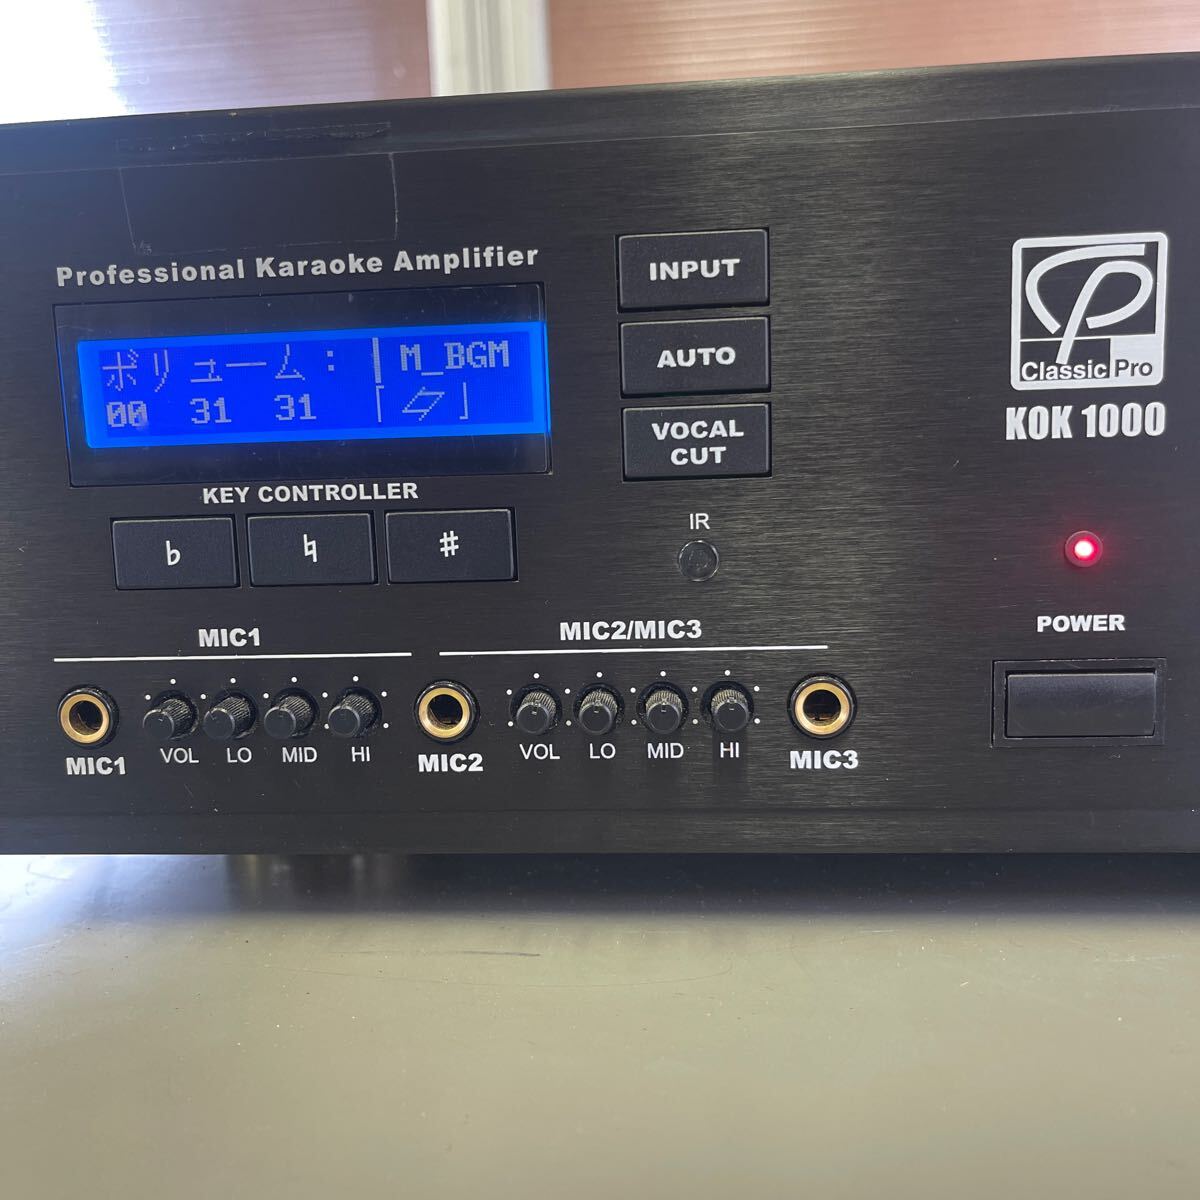 Professional Karaoke Amplifier
ボリューム: M_BGM
00 31 31
KEY CONTROLLER
♭ ♮ #
INPUT
AUTO
VOCAL
CUT
IR
Classic Pro
KOK 1000
POWER
MIC1
MIC2/MIC3
VOL LO MID HI
VOL LO MID HI
MIC1 MIC2 MIC3